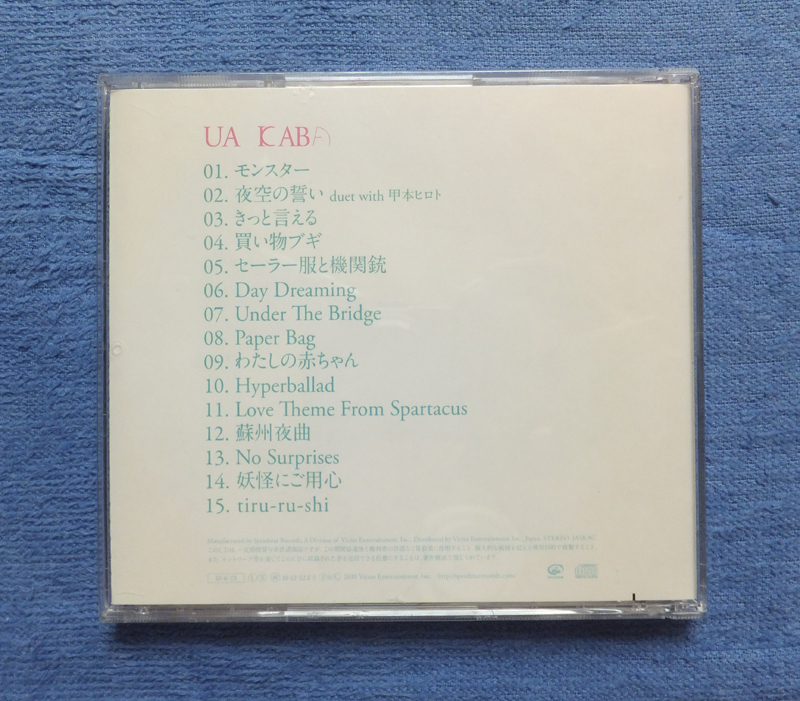 UA KABA
01. モンスター
02. 夜空の誓い duet with 甲本ヒロト
03. きっと言える
04. 買い物ブギ
05. セーラー服と機関銃
06. Day Dreaming
07. Under The Bridge
08. Paper Bag
09. わたしの赤ちゃん
10. Hyperballad
11. Love Theme From Spartacus
12. 蘇州夜曲
13. No Surprises
14. 妖怪にご用心
15. tiru-ru-shi